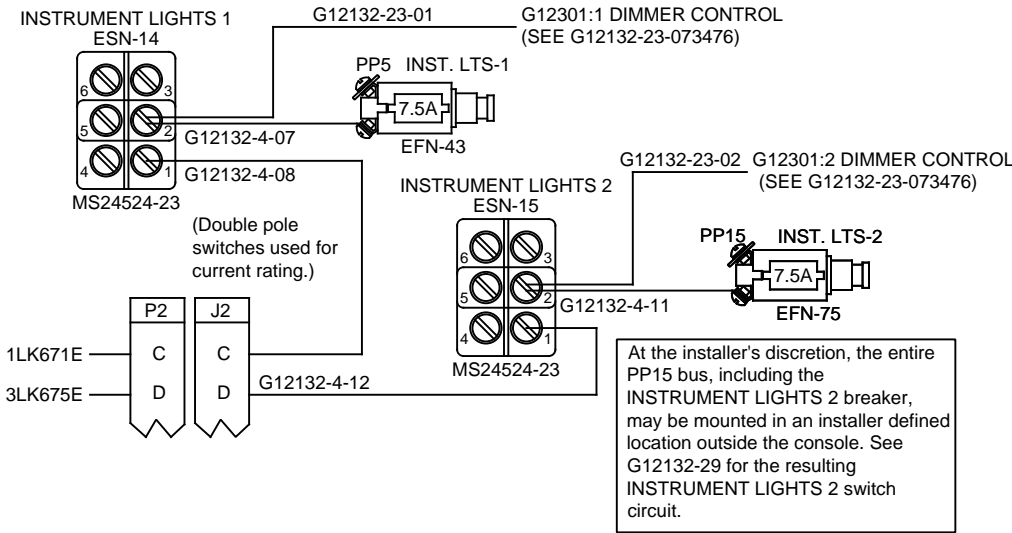 INSTRUMENT LIGHTS 1
ESN-14
G12132-23-01
G12301:1 DIMMER CONTROL
(SEE G12132-23-073476)
PP5 INST. LTS-1
6 3
7.5A
5 2
G12132-4-07
EFN-43
4 1
G12132-4-08
MS24524-23
(Double pole
switches used for
current rating.)
G12132-23-02 G12301:2 DIMMER CONTROL
(SEE G12132-23-073476)
INSTRUMENT LIGHTS 2
ESN-15
PP15 INST. LTS-2
6 3
7.5A
5 2
G12132-4-11
EFN-75
4 1
MS24524-23
P2 J2
1LK671E C C
3LK675E D D
G12132-4-12
At the installer's discretion, the entire
PP15 bus, including the
INSTRUMENT LIGHTS 2 breaker,
may be mounted in an installer defined
location outside the console. See
G12132-29 for the resulting
INSTRUMENT LIGHTS 2 switch
circuit.